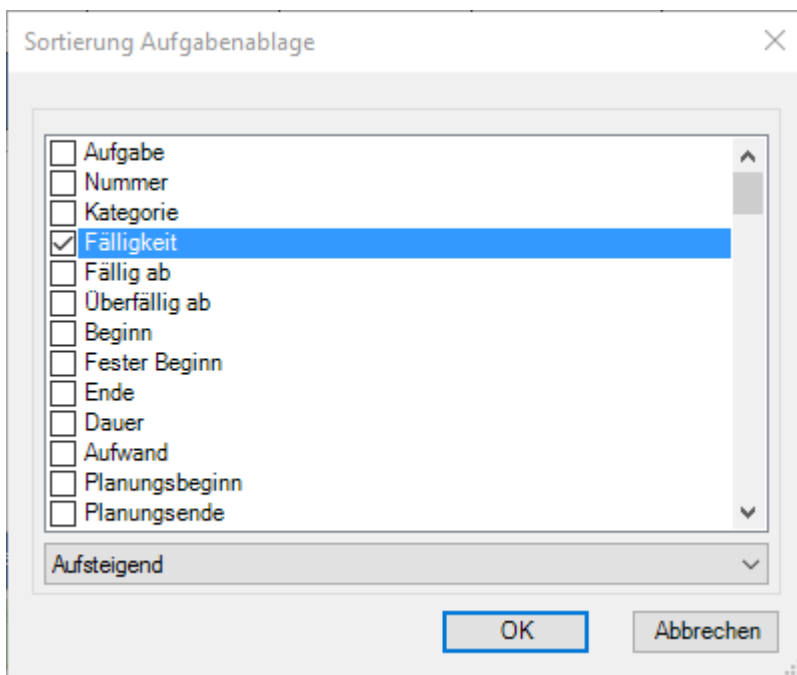 Sortierung Aufgabenablage
Aufgabe
Nummer
Kategorie
Fälligkeit
Fällig ab
Überfällig ab
Beginn
Fester Beginn
Ende
Dauer
Aufwand
Planungsbeginn
Planungsende
Aufsteigend
OK Abbrechen